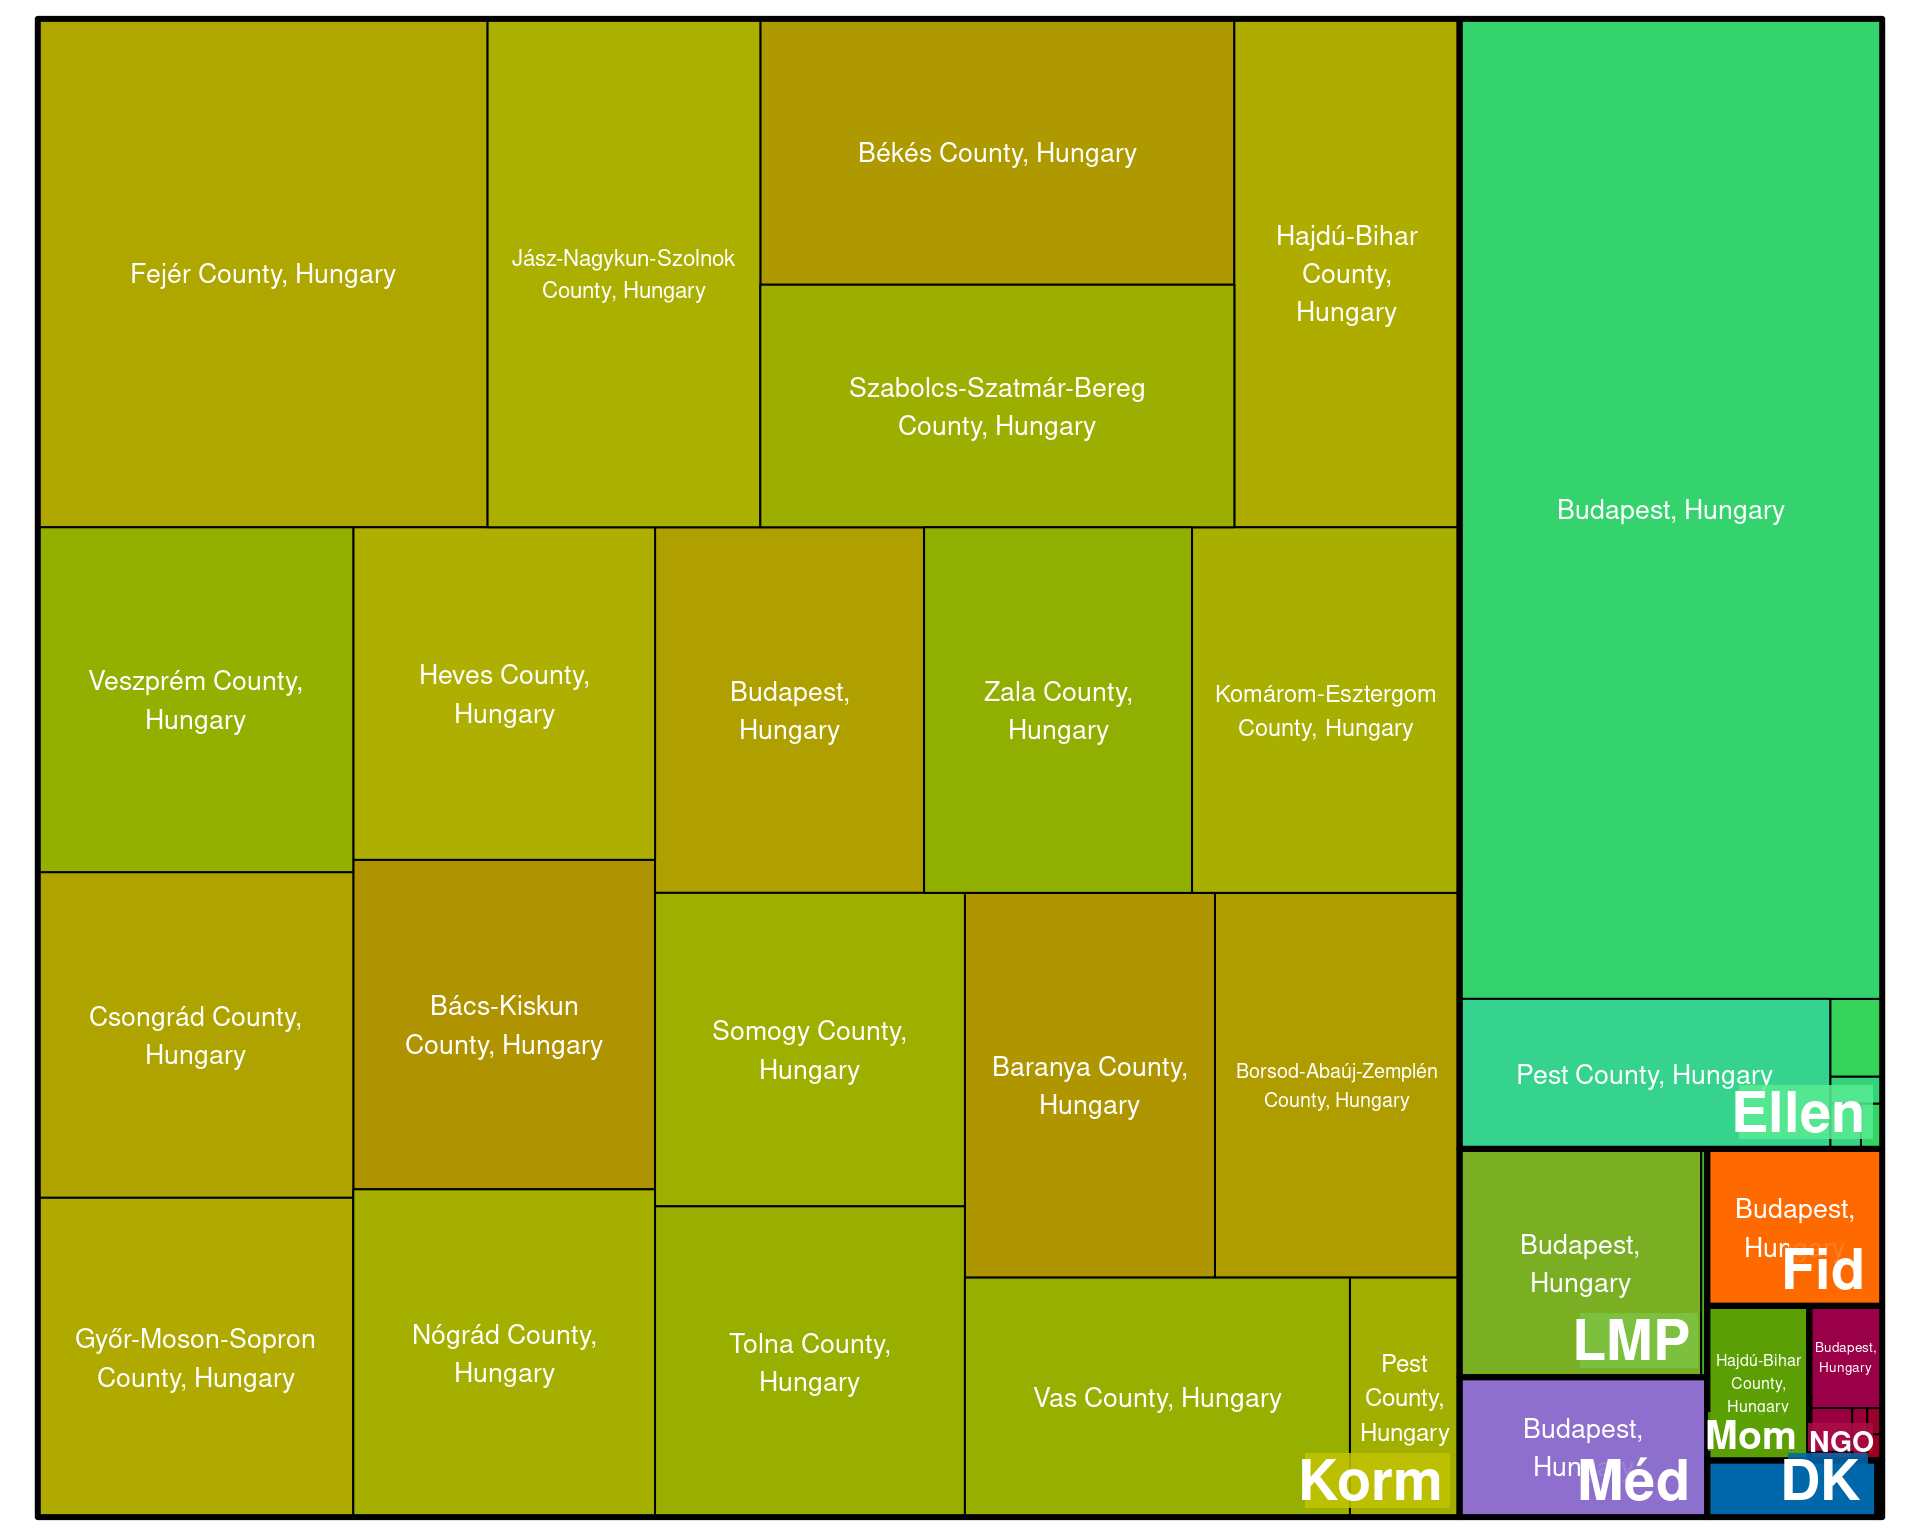 Fejér County, Hungary
Jász-Nagykun-Szolnok
County, Hungary
Békés County, Hungary
Szabolcs-Szatmár-Bereg
County, Hungary
Hajdú-Bihar
County,
Hungary
Veszprém County,
Hungary
Heves County,
Hungary
Budapest,
Hungary
Zala County,
Hungary
Komárom-Esztergom
County, Hungary
Csongrád County,
Hungary
Bács-Kiskun
County, Hungary
Somogy County,
Hungary
Baranya County,
Hungary
Borsod-Abaúj-Zemplén
County, Hungary
Győr-Moson-Sopron
County, Hungary
Nógrád County,
Hungary
Tolna County,
Hungary
Vas County, Hungary
Pest
County,
Hungary
Korm
Budapest, Hungary
Pest County, Hungary
Ellen
Budapest,
Hungary
LMP
Budapest,
Hungary
Fid
Budapest,
Hungary
Méd
Hajdú-Bihar
County,
Hungary
Mom
Budapest,
Hungary
NGO
DK